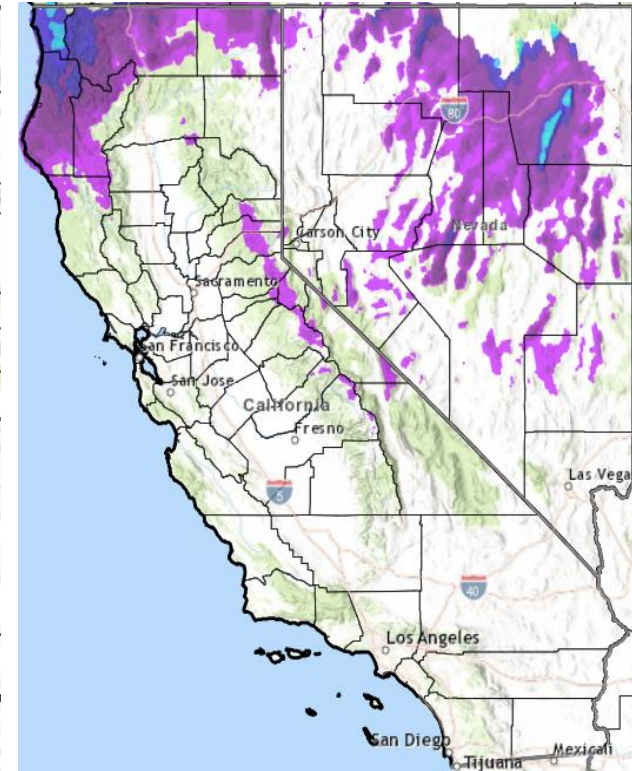 80
Nevada
Carson City
Sacramento
San Francisco
San Jose
California
Fresno
5
Las Vega
40
Los Angeles
San Diego
Tijuana
Mexicali